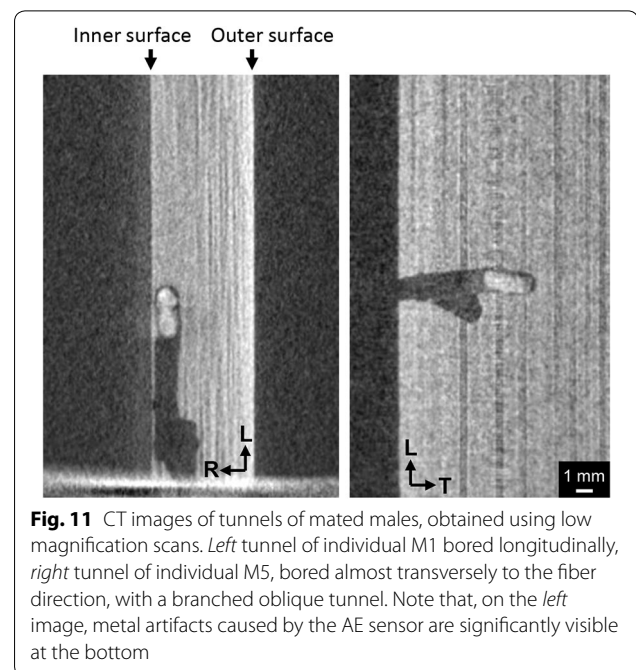 Inner surface Outer surface
L
R
L
T
1 mm
Fig. 11 CT images of tunnels of mated males, obtained using low
magnification scans. Left tunnel of individual M1 bored longitudinally,
right tunnel of individual M5, bored almost transversely to the fiber
direction, with a branched oblique tunnel. Note that, on the left
image, metal artifacts caused by the AE sensor are significantly visible
at the bottom